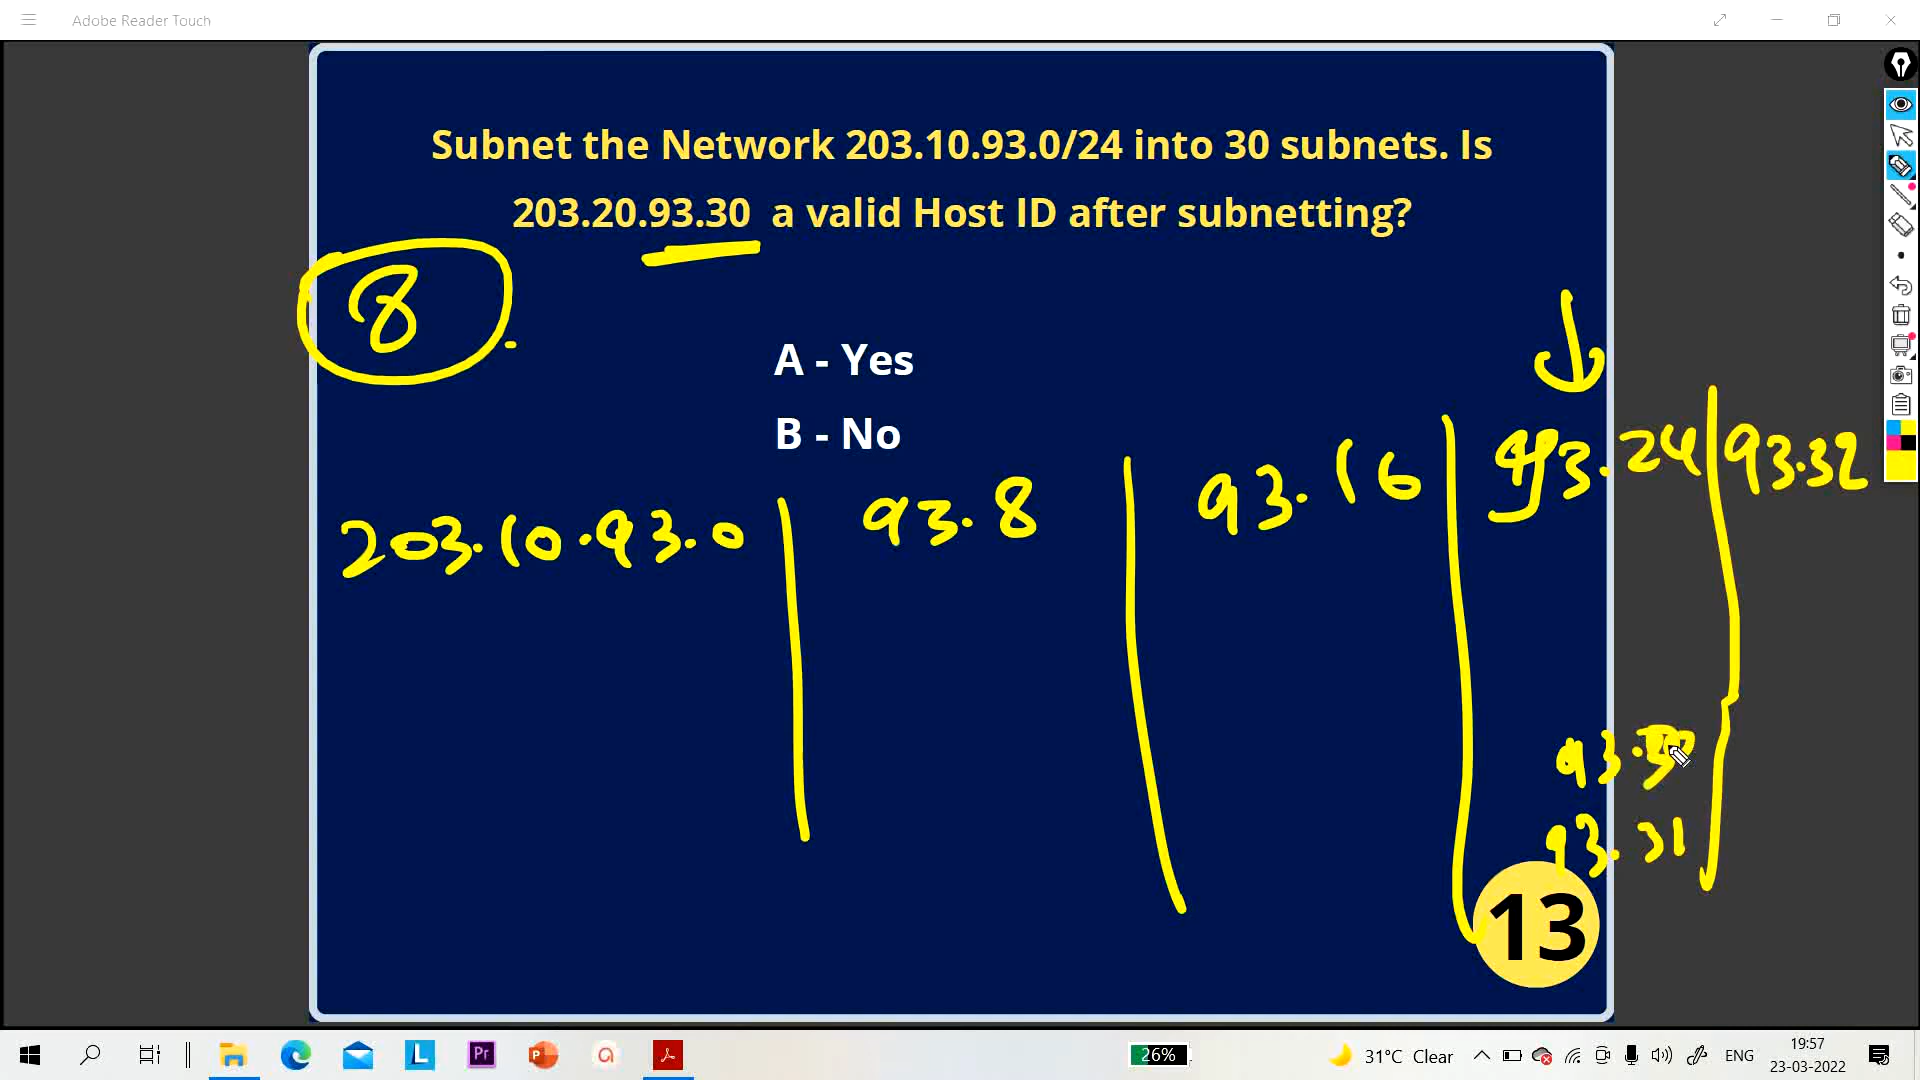 Adobe Reader Touch
Subnet the Network 203.10.93.0/24 into 30 subnets. Is
203.20.93.30 a valid Host ID after subnetting?
8
A - Yes
B - No
203.10.93.0
93.8
93.16
93.24
93.32
93.31
13
L
Pr
P
a
26%
31°C Clear
ENG
19:57
23-03-2022